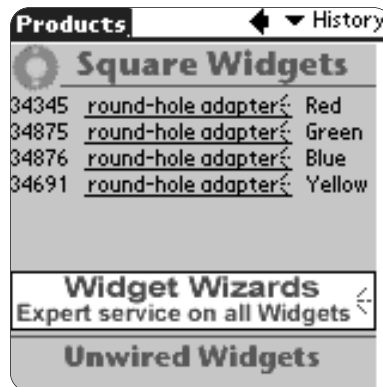 Products History
Square Widgets
34345 round-hole adapter Red
34875 round-hole adapter Green
34876 round-hole adapter Blue
34691 round-hole adapter Yellow
Widget Wizards
Expert service on all Widgets
Unwired Widgets